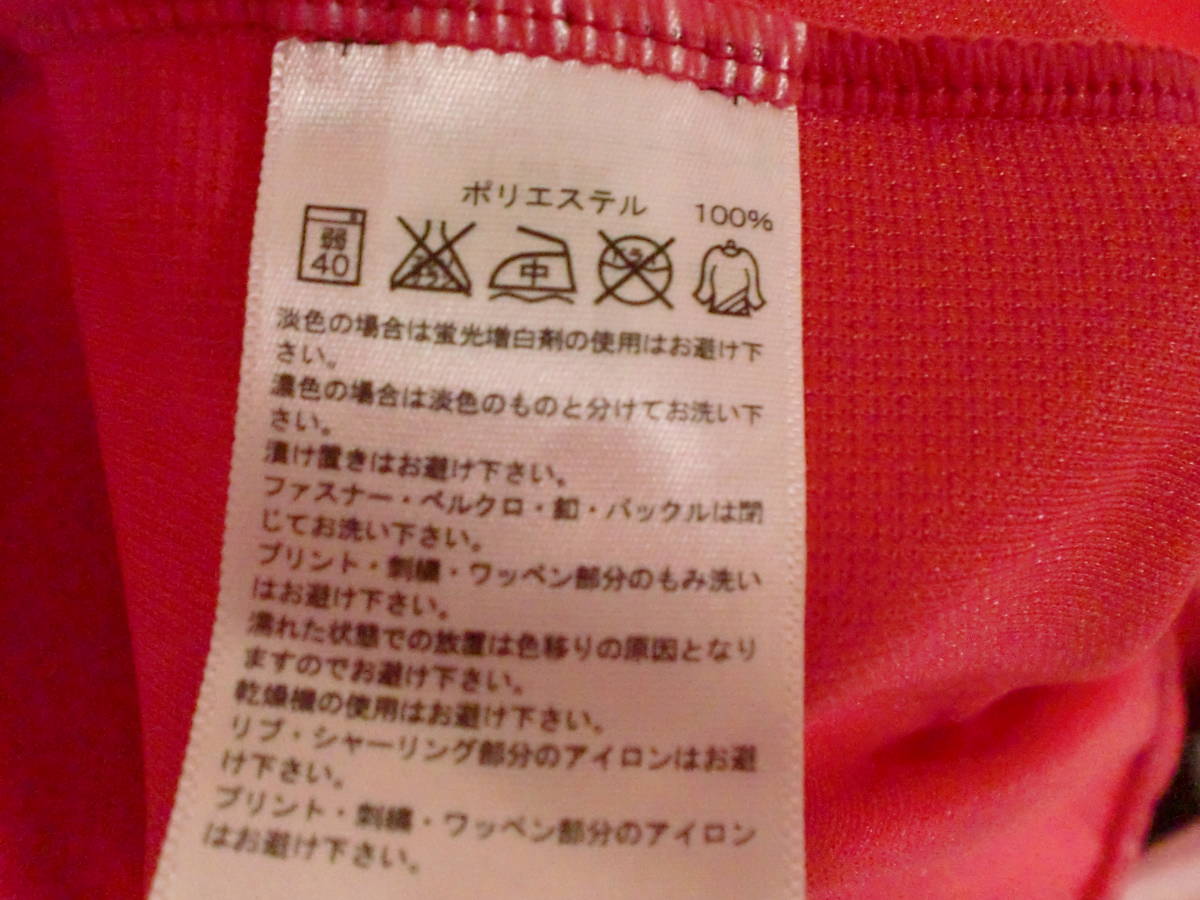 ポリエステル 100%
弱
40
エンソ
サラシ
中
ドライ
淡色の場合は蛍光増白剤の使用はお避け下
さい。
濃色の場合は淡色のものと分けてお洗い下
さい。
漬け置きはお避け下さい。
ファスナー・ベルクロ・釦・バックルは閉
じてお洗い下さい。
プリント・刺繍・ワッペン部分のもみ洗い
はお避け下さい。
濡れた状態での放置は色移りの原因となり
ますのでお避け下さい。
乾燥機の使用はお避け下さい。
リブ・シャーリング部分のアイロンはお避
け下さい。
プリント・刺繍・ワッペン部分のアイロン
はお避け下さい。